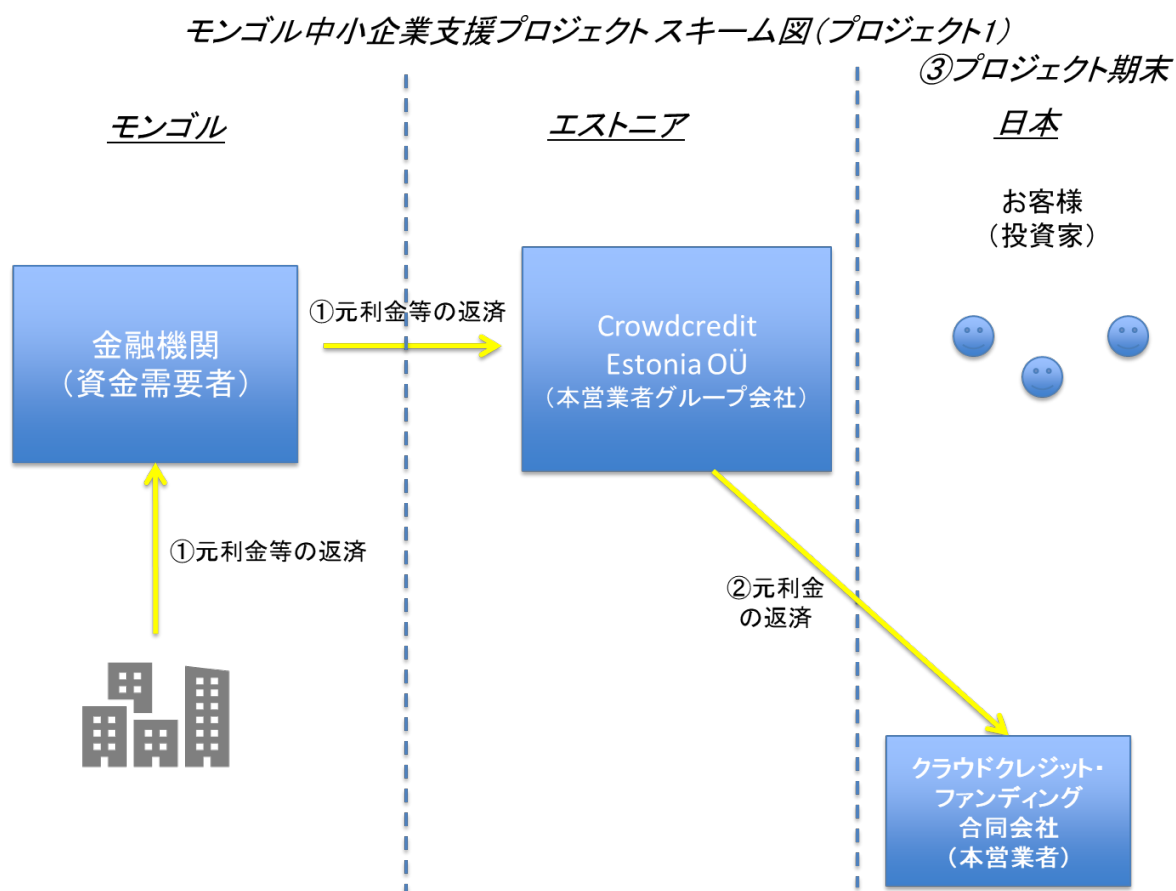 モンゴル中小企業支援プロジェクト スキーム図(プロジェクト1)
③プロジェクト期末
モンゴル
エストニア
日本
お客様
(投資家)
金融機関
(資金需要者)
①元利金等の返済
Crowdcredit
Estonia OÜ
(本営業者グループ会社)
①元利金等の返済
②元利金
の返済
クラウドクレジット・
ファンディング
合同会社
(本営業者)